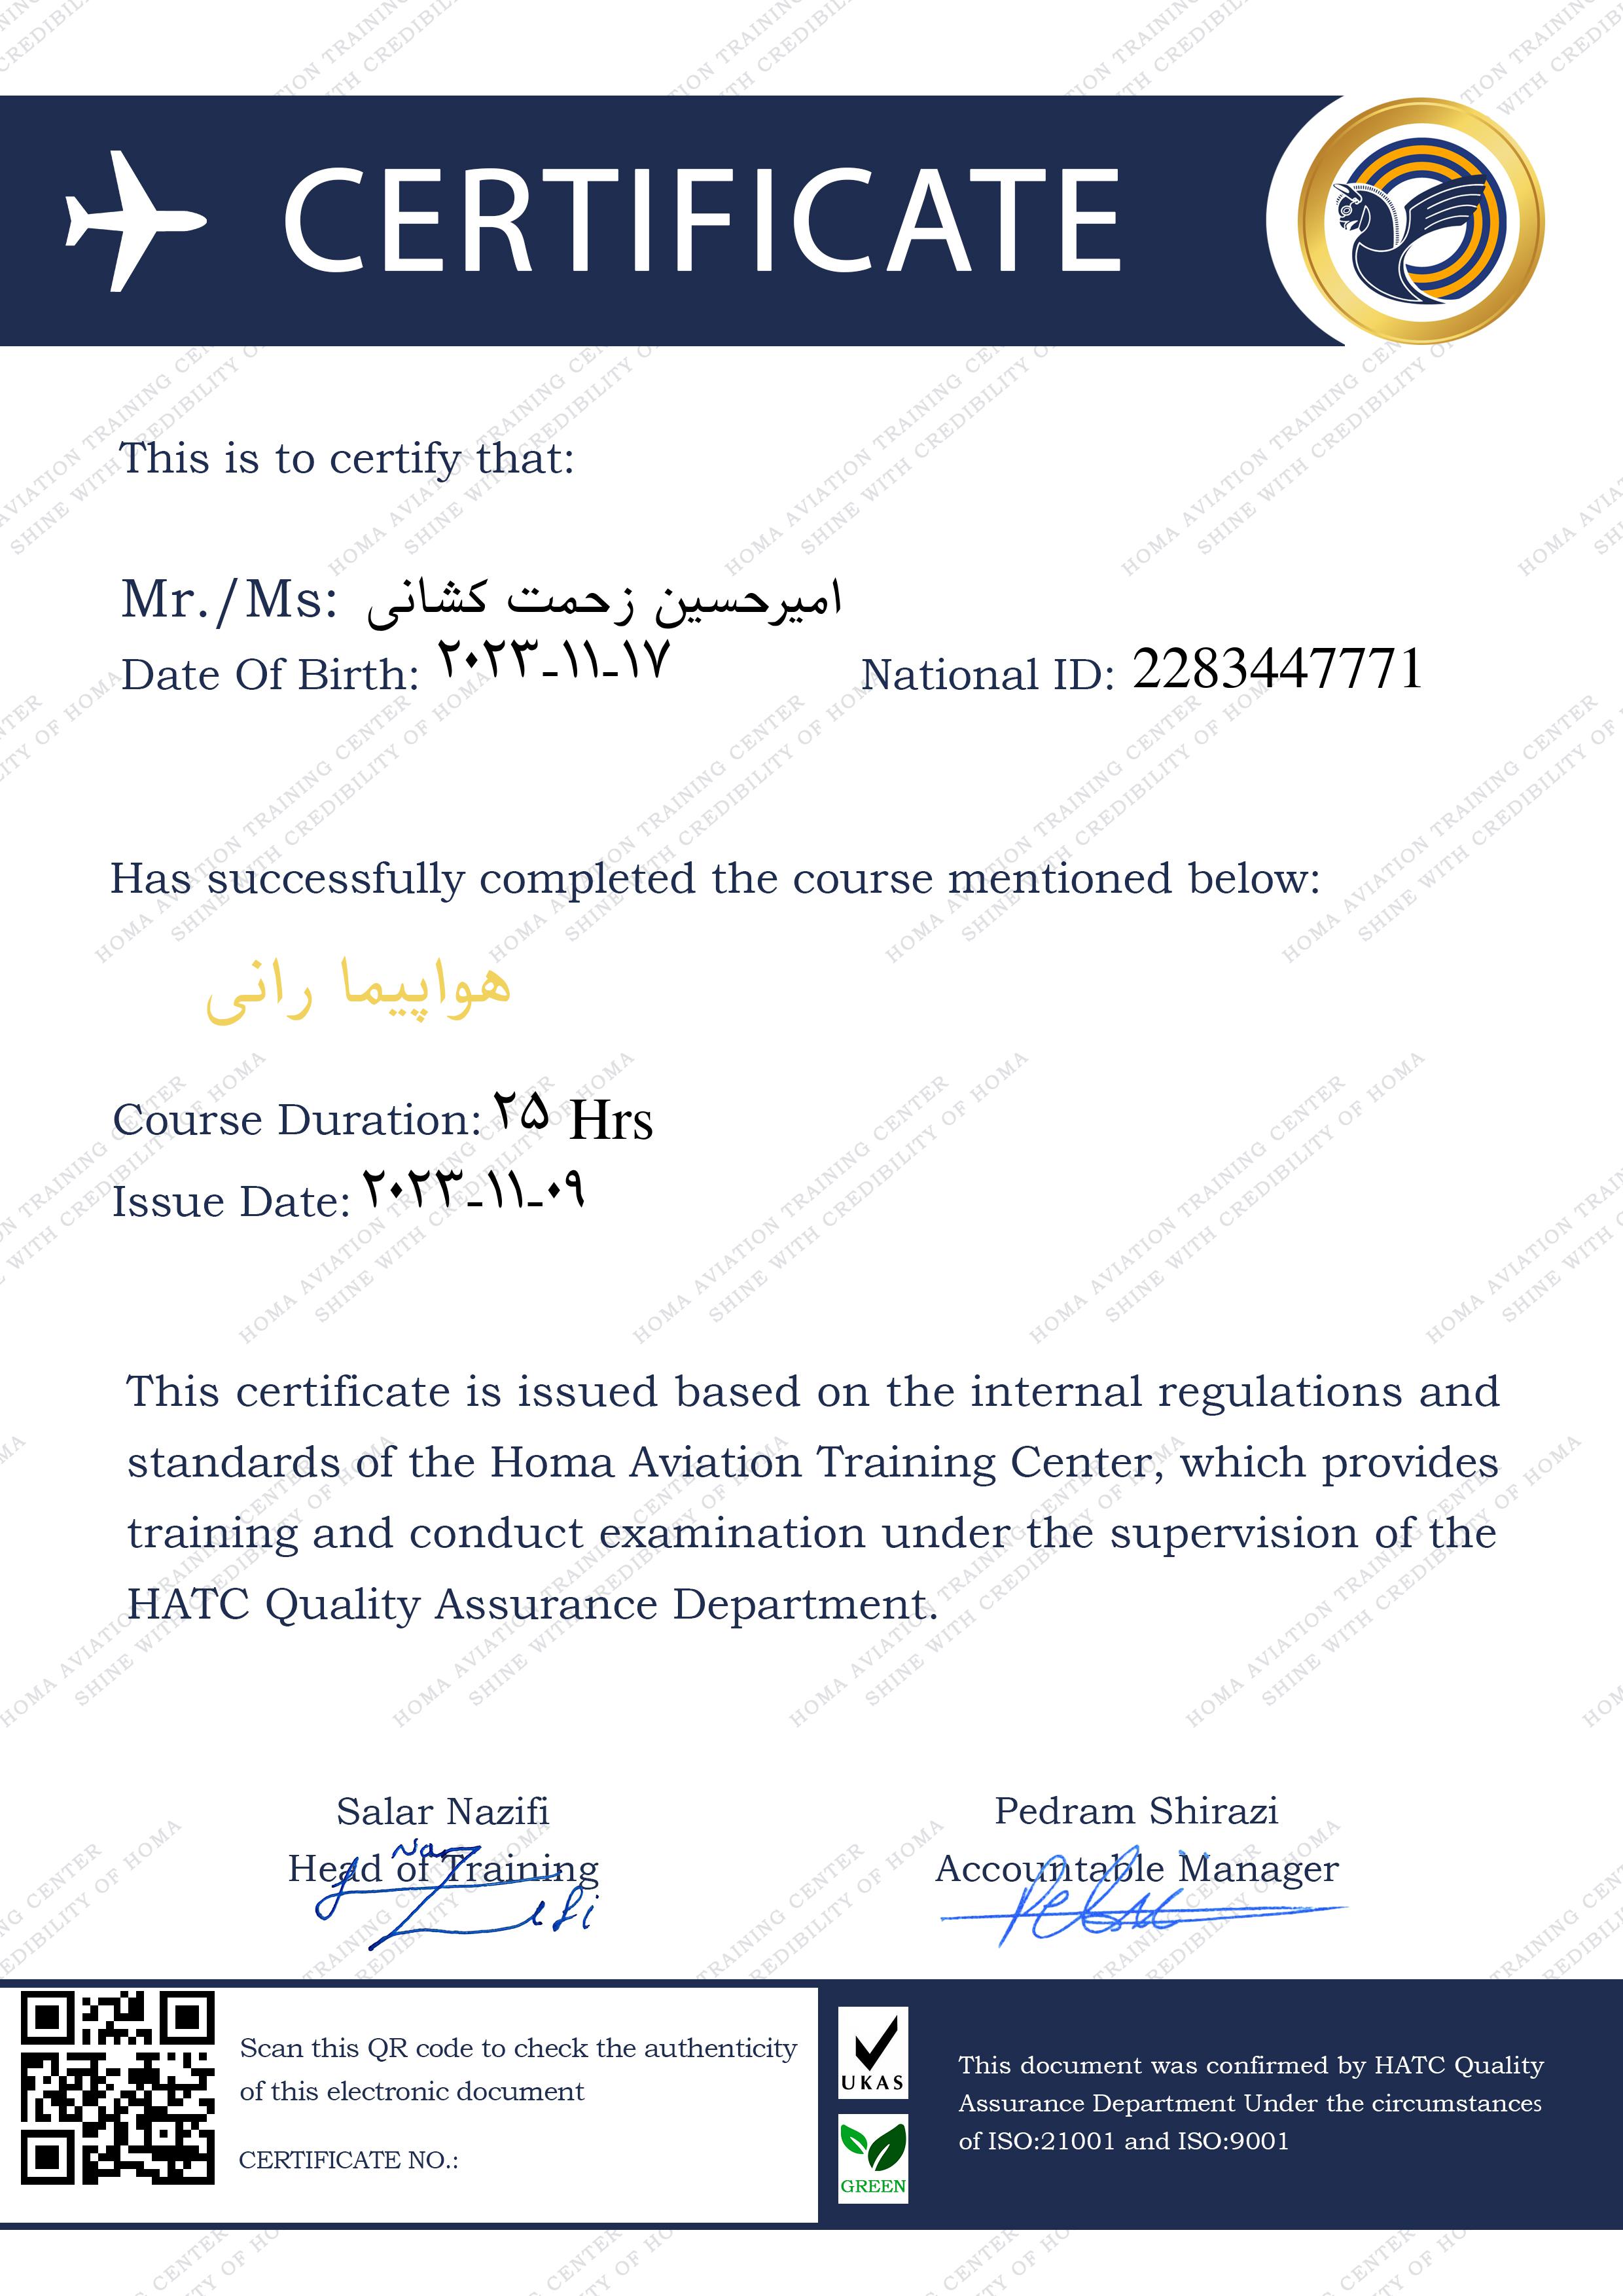 CERTIFICATE
This is to certify that:
Mr./Ms: امیرحسین زحمت کشانی
Date Of Birth: ۲۰۲۳-۱۱-۱۷ National ID: 2283447771
Has successfully completed the course mentioned below:
هواپیما رانی
Course Duration: ۲۵ Hrs
Issue Date: ۲۰۲۳-۱۱-۰۹
This certificate is issued based on the internal regulations and
standards of the Homa Aviation Training Center, which provides
training and conduct examination under the supervision of the
HATC Quality Assurance Department.
Salar Nazifi
Head of Training
Pedram Shirazi
Accountable Manager
Scan this QR code to check the authenticity
of this electronic document
CERTIFICATE NO.:
UKAS
GREEN
This document was confirmed by HATC Quality
Assurance Department Under the circumstances
of ISO:21001 and ISO:9001
HOMA AVIATION TRAINING CENTER
SHINE WITH CREDIBILITY OF HOMA